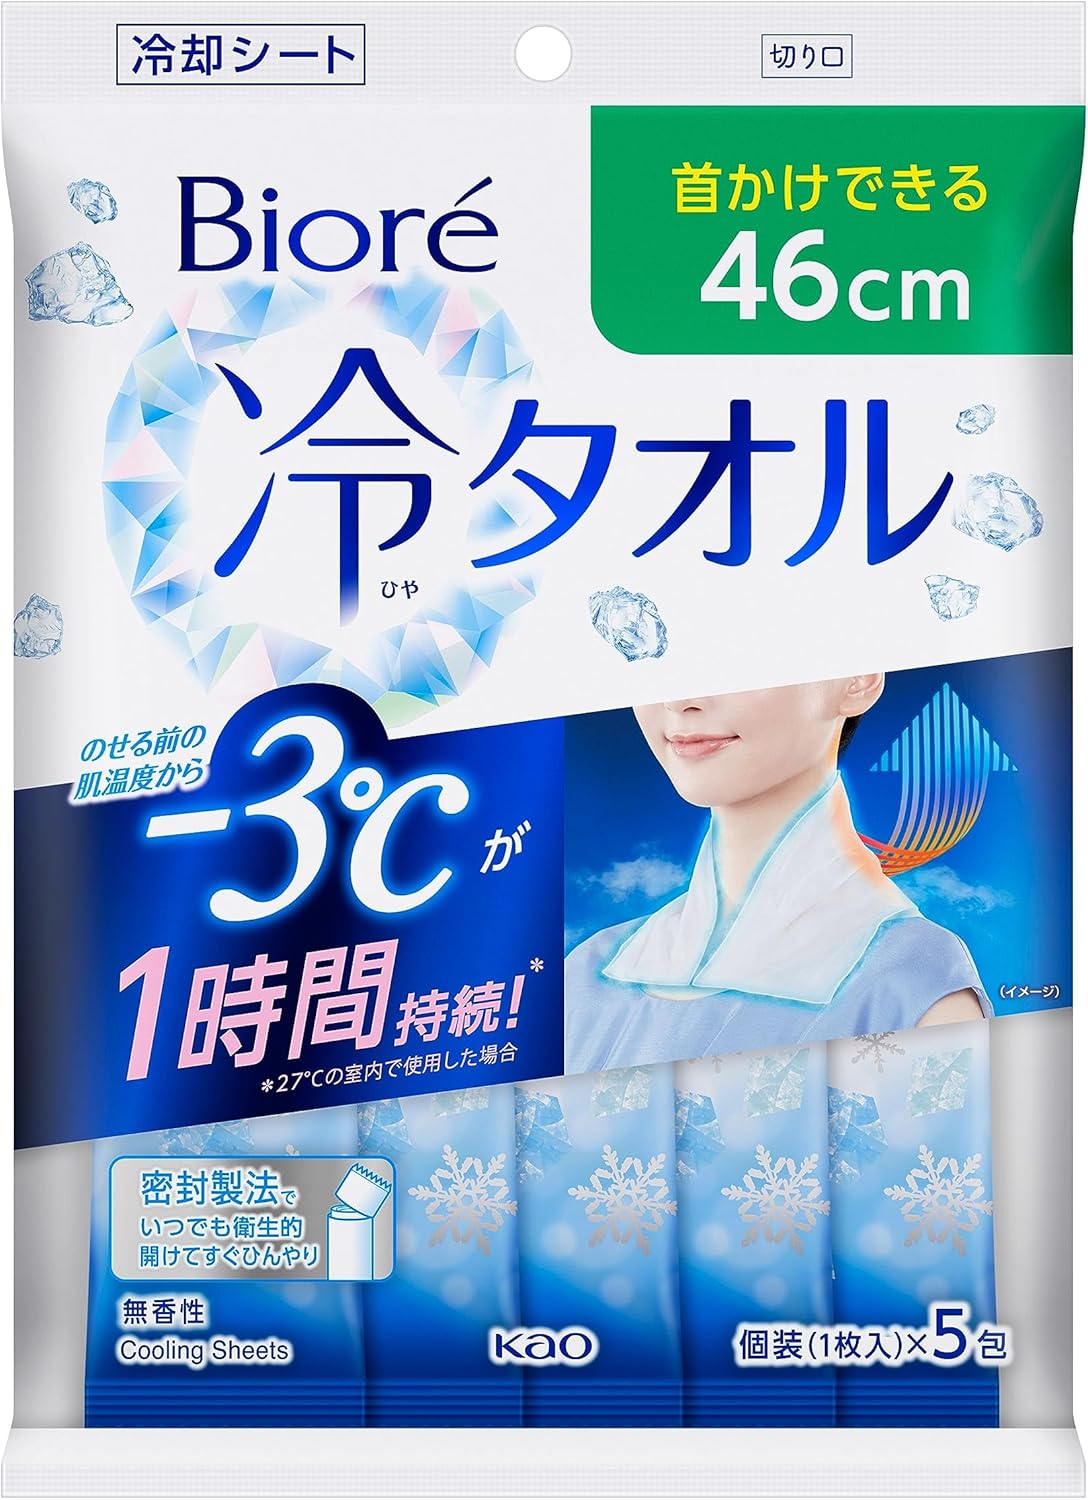 冷却シート
切り口
首かけできる
46cm
Bioré
冷タオル
ひや
のせる前の
肌温度から
-3℃が
1時間持続!*
*27℃の室内で使用した場合
(イメージ)
密封製法で
いつでも衛生的
開けてすぐひんやり
無香性
Cooling Sheets
Kao
個装(1枚入)×5包